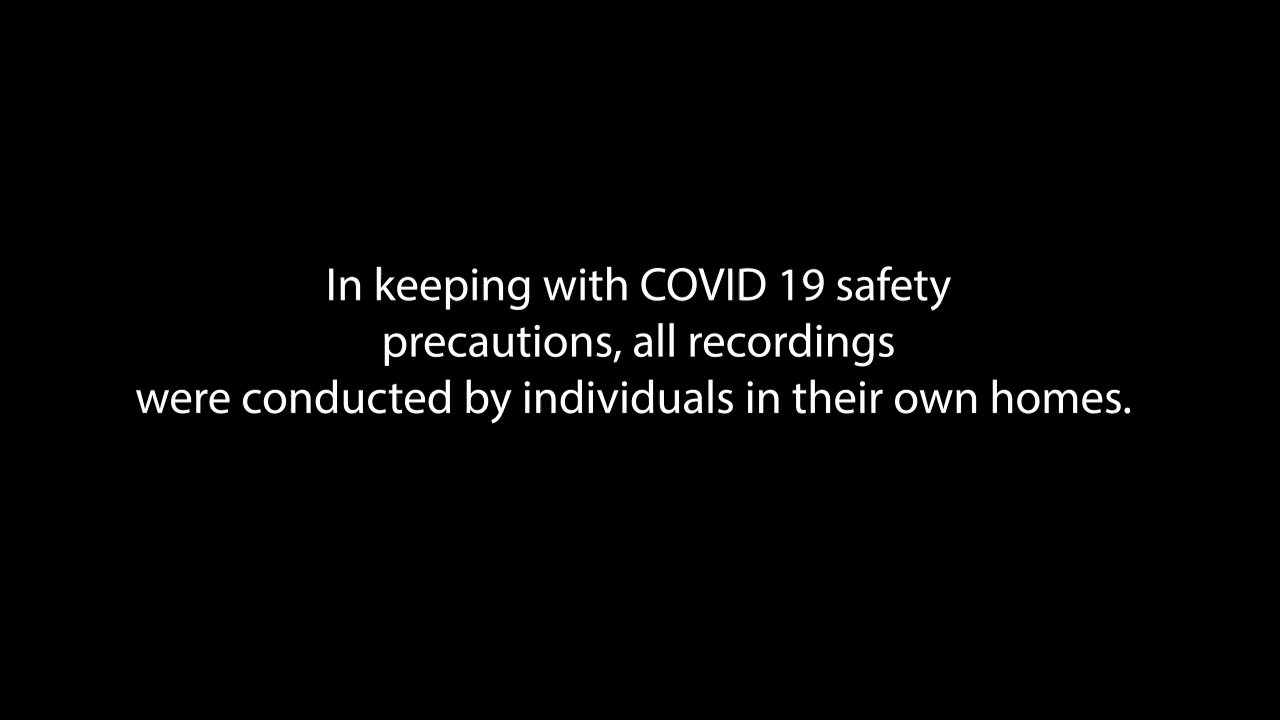 In keeping with COVID 19 safety
precautions, all recordings
were conducted by individuals in their own homes.